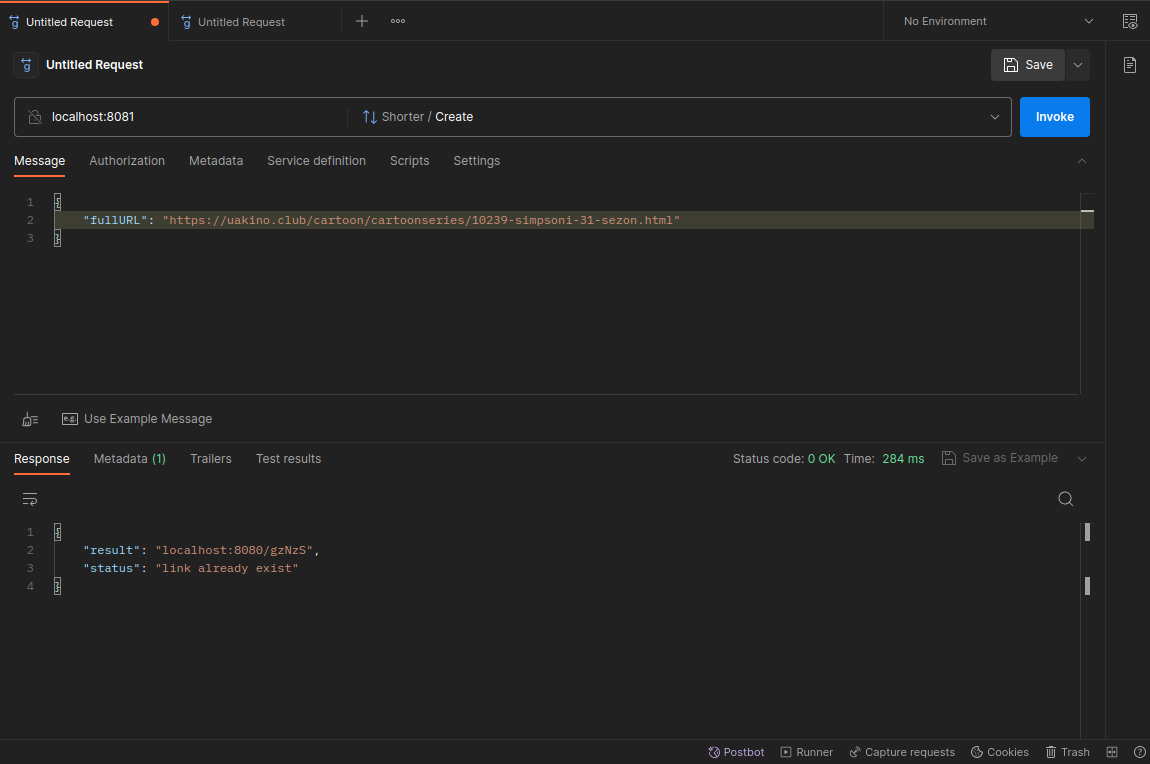 Untitled Request
Untitled Request
No Environment
Untitled Request
Save
localhost:8081
Shorter / Create
Invoke
Message Authorization Metadata Service definition Scripts Settings
1 {
2 "fullURL": "https://uakino.club/cartoon/cartoonseries/10239-simpsoni-31-sezon.html"
3 }
e.g. Use Example Message
Response Metadata (1) Trailers Test results Status code: 0 OK Time: 284 ms Save as Example
1 {
2 "result": "localhost:8080/gzNzS",
3 "status": "link already exist"
4 }
Postbot Runner Capture requests Cookies Trash